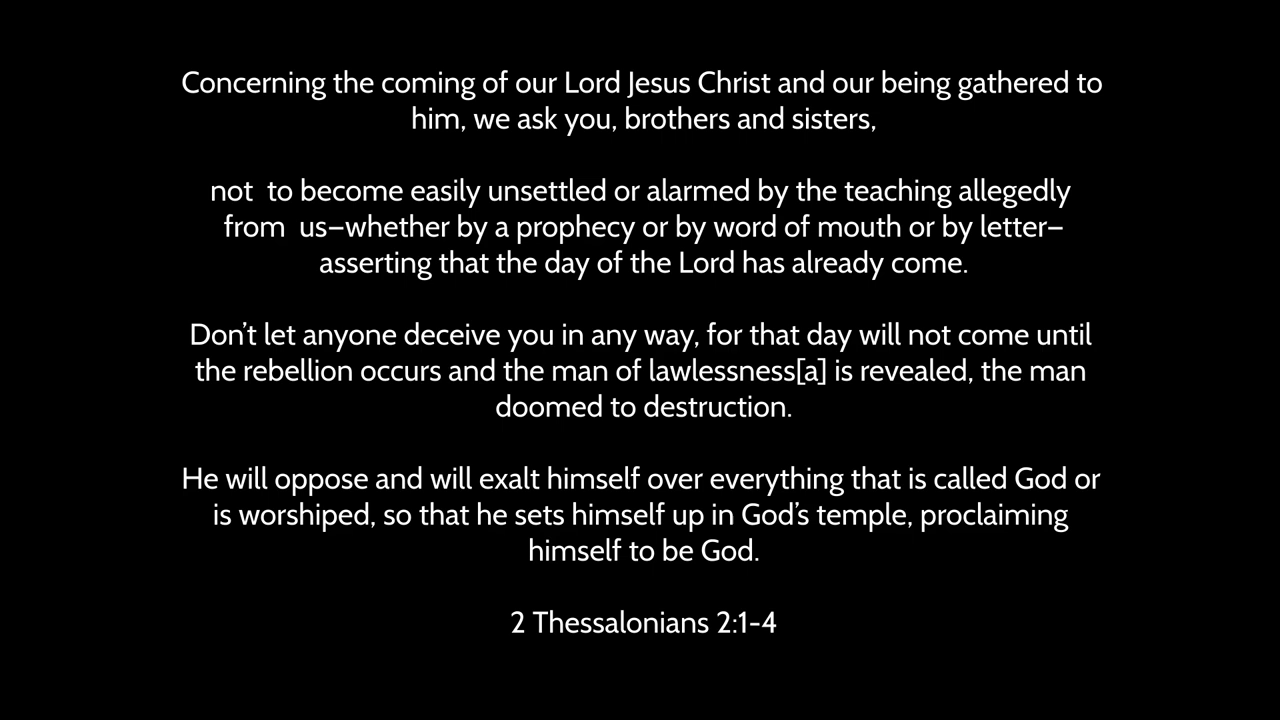 Concerning the coming of our Lord Jesus Christ and our being gathered to
him, we ask you, brothers and sisters,
not  to become easily unsettled or alarmed by the teaching allegedly
from  us–whether by a prophecy or by word of mouth or by letter–
asserting that the day of the Lord has already come.
Don’t let anyone deceive you in any way, for that day will not come until
the rebellion occurs and the man of lawlessness[a] is revealed, the man
doomed to destruction.
He will oppose and will exalt himself over everything that is called God or
is worshiped, so that he sets himself up in God’s temple, proclaiming
himself to be God.
2 Thessalonians 2:1-4